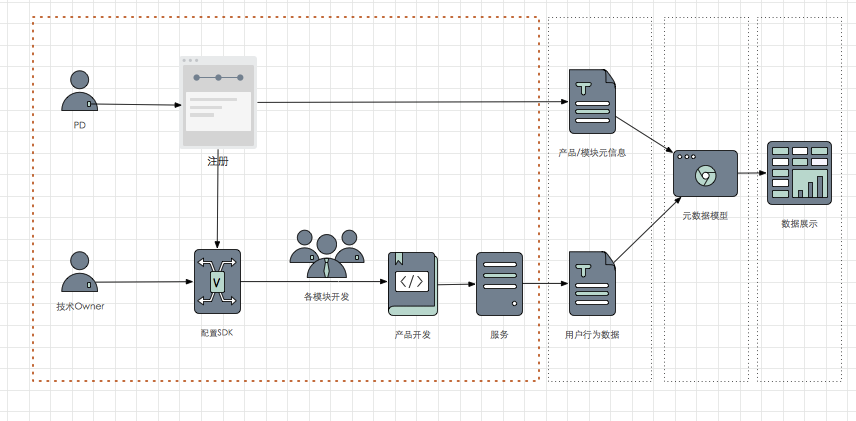 PD
注册
产品/模块元信息
元数据模型
数据展示
技术Owner
配置SDK
V
各模块开发
</>
产品开发
服务
用户行为数据